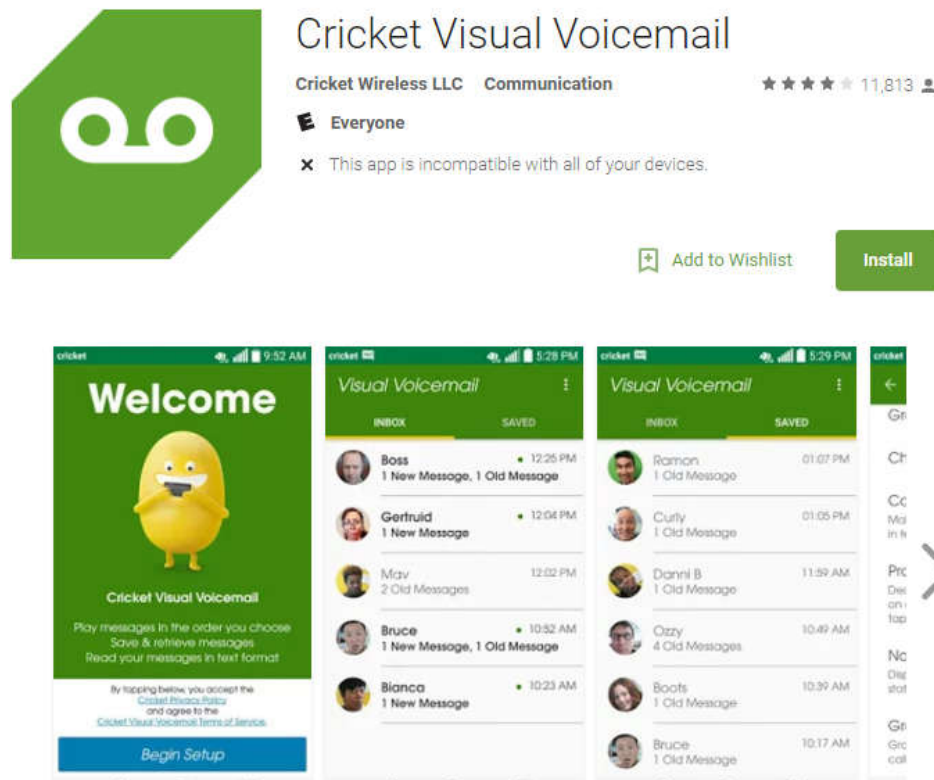 Cricket Visual Voicemail
Cricket Wireless LLC Communication 11,813
E Everyone
This app is incompatible with all of your devices.
Add to Wishlist
Install
cricket 9:52 AM
Welcome
Cricket Visual Voicemail
Play messages in the order you choose
Save & retrieve messages
Read your messages in text format
By tapping below, you accept the
Cricket Privacy Policy
and agree to the
Cricket Visual Voicemail Terms of Service.
Begin Setup
cricket 5:28 PM
Visual Voicemail
INBOX SAVED
Boss 12:25 PM
1 New Message, 1 Old Message
Gertruid 12:04 PM
1 New Message
Mav 12:02 PM
2 Old Messages
Bruce 10:52 AM
1 New Message, 1 Old Message
Bianca 10:23 AM
1 New Message
cricket 5:29 PM
Visual Voicemail
INBOX SAVED
Ramon 01:07 PM
1 Old Message
Curly 01:05 PM
1 Old Message
Danni B 11:59 AM
1 Old Message
Ozzy 10:49 AM
4 Old Messages
Boots 10:39 AM
1 Old Message
Bruce 10:17 AM
1 Old Message
cricket